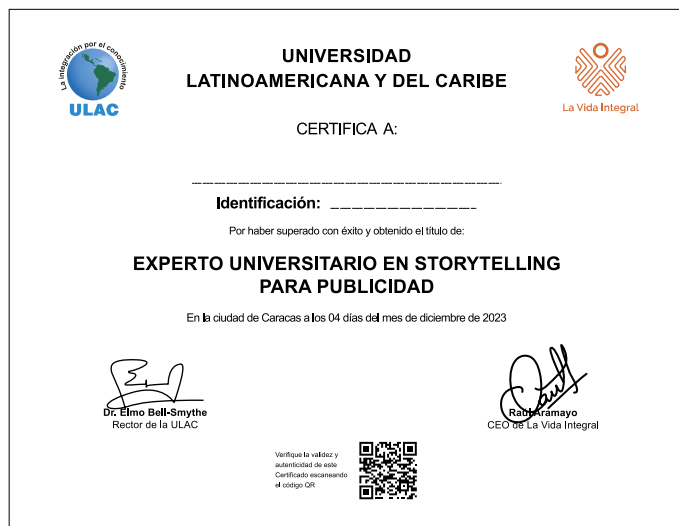 La integración por el conocimiento
ULAC
UNIVERSIDAD
LATINOAMERICANA Y DEL CARIBE
La Vida Integral
CERTIFICA A:
Identificación:
Por haber superado con éxito y obtenido el título de:
EXPERTO UNIVERSITARIO EN STORYTELLING
PARA PUBLICIDAD
En la ciudad de Caracas a los 04 días del mes de diciembre de 2023
Dr. Elmo Bell-Smythe
Rector de la ULAC
Raúl Aramayo
CEO de La Vida Integral
Verifique la validez y
autenticidad de este
Certificado escaneando
el código QR